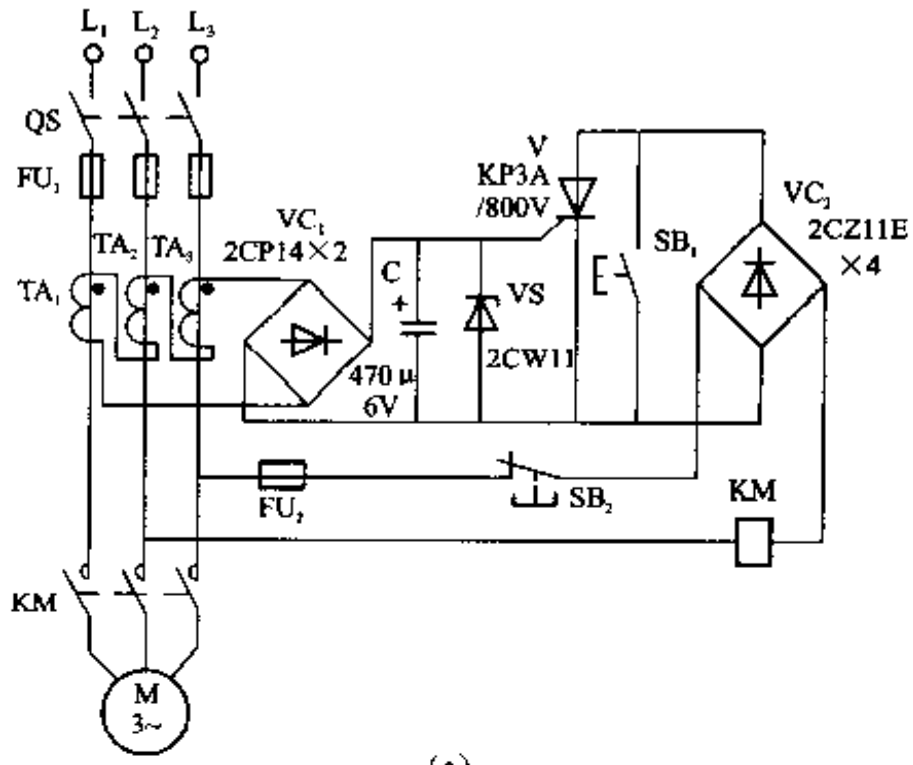 L₁ L₂ L₃
QS
FU₁
V
KP3A
/800V
VC₁
2CP14×2
VC₂
2CZ11E
×4
SB₁
TA₁
TA₂
TA₃
C
+
VS
2CW11
470μ
6V
FU₂
SB₂
KM
KM
M
3~